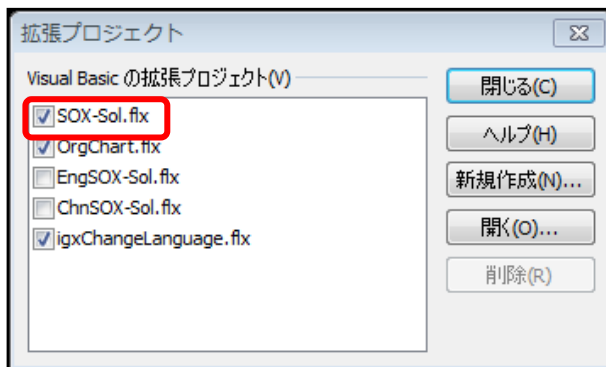 拡張プロジェクト
Visual Basic の拡張プロジェクト(V)
SOX-Sol.flx
OrgChart.flx
EngSOX-Sol.flx
ChnSOX-Sol.flx
igxChangeLanguage.flx
閉じる(C)
ヘルプ(H)
新規作成(N)...
開く(O)...
削除(R)